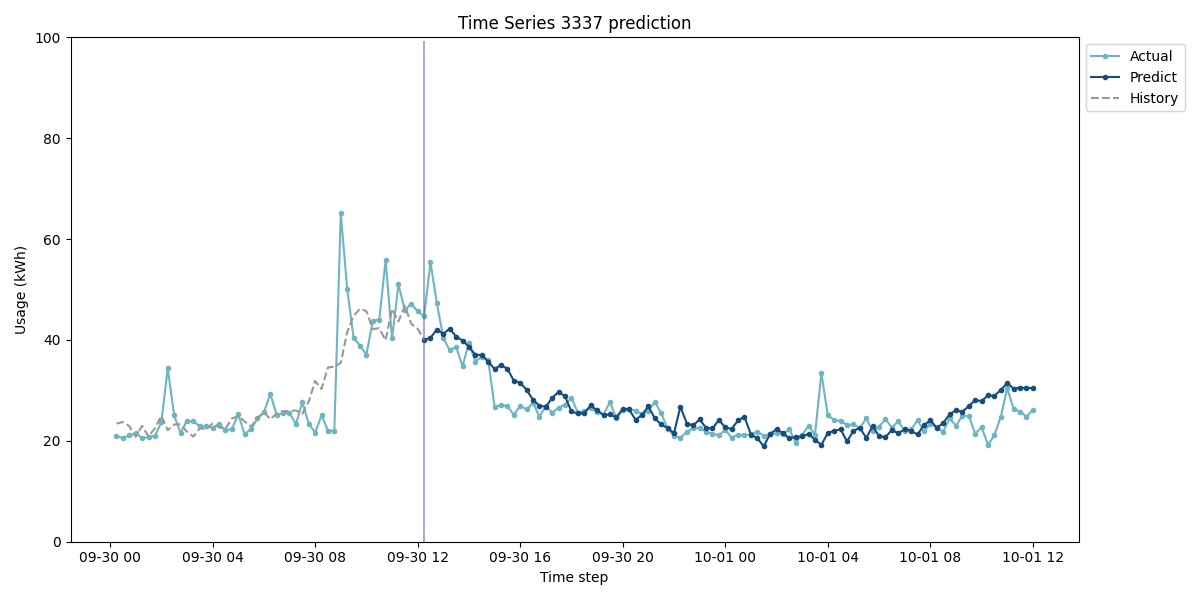 Time Series 3337 prediction
100
80
60
40
20
0
Usage (kWh)
09-30 00
09-30 04
09-30 08
09-30 12
09-30 16
09-30 20
10-01 00
10-01 04
10-01 08
10-01 12
Time step
Actual
Predict
History